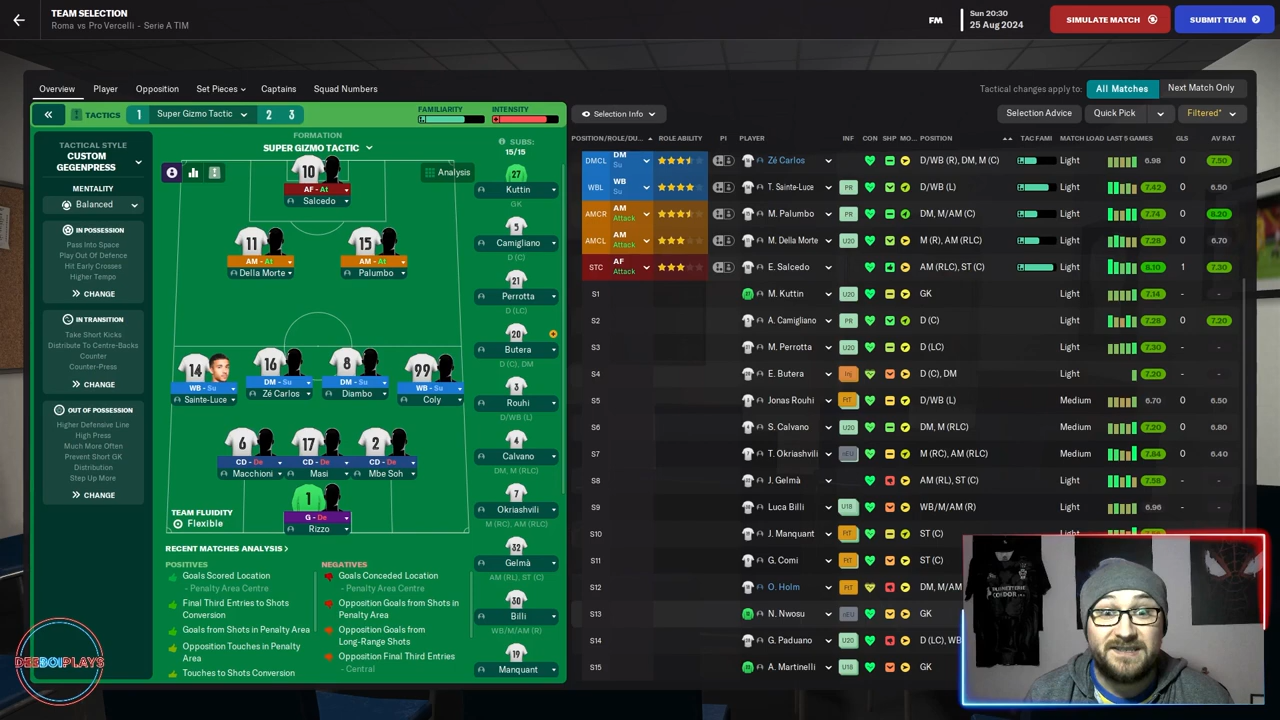 TEAM SELECTION
Roma vs Pro Vercelli - Serie A TIM
FM
Sun 20:30
25 Aug 2024
SIMULATE MATCH
SUBMIT TEAM
Overview Player Opposition Set Pieces Captains Squad Numbers
Tactical changes apply to: All Matches Next Match Only
TACTICS 1 Super Gizmo Tactic 2 3
FAMILIARITY INTENSITY
Selection Info
Selection Advice Quick Pick Filtered*
TACTICAL STYLE
CUSTOM
GEGENPRESS
MENTALITY
Balanced
IN POSSESSION
Pass Into Space
Play Out Of Defence
Hit Early Crosses
Higher Tempo
CHANGE
IN TRANSITION
Take Short Kicks
Distribute To Centre-Backs
Counter
Counter-Press
CHANGE
OUT OF POSSESSION
Higher Defensive Line
High Press
Much More Often
Prevent Short GK
Distribution
Step Up More
CHANGE
FORMATION
SUPER GIZMO TACTIC
Analysis
10
AF - At
Salcedo
11
AM - At
Della Morte
15
AM - At
Palumbo
14
WB - Su
Sainte-Luce
16
DM - Su
Zé Carlos
8
DM - Su
Diambo
99
WB - Su
Coly
6
CD - De
Macchioni
17
CD - De
Masi
2
CD - De
Mbe Soh
1
G - De
Rizzo
TEAM FLUIDITY
Flexible
RECENT MATCHES ANALYSIS
POSITIVES
Goals Scored Location
- Penalty Area Centre
Final Third Entries to Shots
Conversion
Goals from Shots in Penalty Area
Opposition Touches in Penalty
Area
Touches to Shots Conversion
NEGATIVES
Goals Conceded Location
- Penalty Area Centre
Opposition Goals from Shots in
Penalty Area
Opposition Goals from
Long-Range Shots
Opposition Final Third Entries
- Central
SUBS:
15/15
27
Kuttin
GK
5
Camigliano
D (C)
21
Perrotta
D (LC)
20
Butera
D (C), DM
3
Rouhi
D/WB (L)
4
Calvano
DM, M (RLC)
7
Okriashvili
M (RC), AM (RLC)
32
Gelmà
AM (RL), ST (C)
30
Billi
WB/M/AM (R)
19
Manquant
POSITION/ROLE/DU... ROLE ABILITY PI PLAYER INF CON SHP MO... POSITION TAC FAMI MATCH LOAD LAST 5 GAMES GLS AV RAT
DMCL DM Su Zé Carlos D/WB (R), DM, M (C) Light 6.98 0 7.50
WBL WB Su T. Sainte-Luce PR D/WB (L) Light 7.42 0 6.50
AMCR AM Attack M. Palumbo PR DM, M/AM (C) Light 7.74 0 8.20
AMCL AM Attack M. Della Morte U20 M (R), AM (RLC) Light 7.28 0 6.70
STC AF Attack E. Salcedo AM (RLC), ST (C) Light 8.10 1 7.30
S1 M. Kuttin U20 GK Light 7.14 - -
S2 A. Camigliano PR D (C) Light 7.28 0 7.20
S3 M. Perrotta D (LC) Light 7.30 - -
S4 E. Butera Inj D (C), DM Light 7.20 - -
S5 Jonas Rouhi FfT D/WB (L) Medium 6.70 0 6.50
S6 S. Calvano U20 DM, M (RLC) Medium 7.20 0 6.80
S7 T. Okriashvili nEU M (RC), AM (RLC) Medium 7.84 0 6.40
S8 J. Gelmà AM (RL), ST (C) Light 7.58 - -
S9 Luca Billi U18 WB/M/AM (R) Light 6.96 - -
S10 J. Manquant FfT ST (C) Light - -
S11 G. Comi FfT ST (C)
S12 O. Holm FfT DM, M/AM
S13 N. Nwosu nEU GK
S14 G. Paduano U20 D (LC), WB
S15 A. Martinelli U18 GK
DEBBOIPLAYS